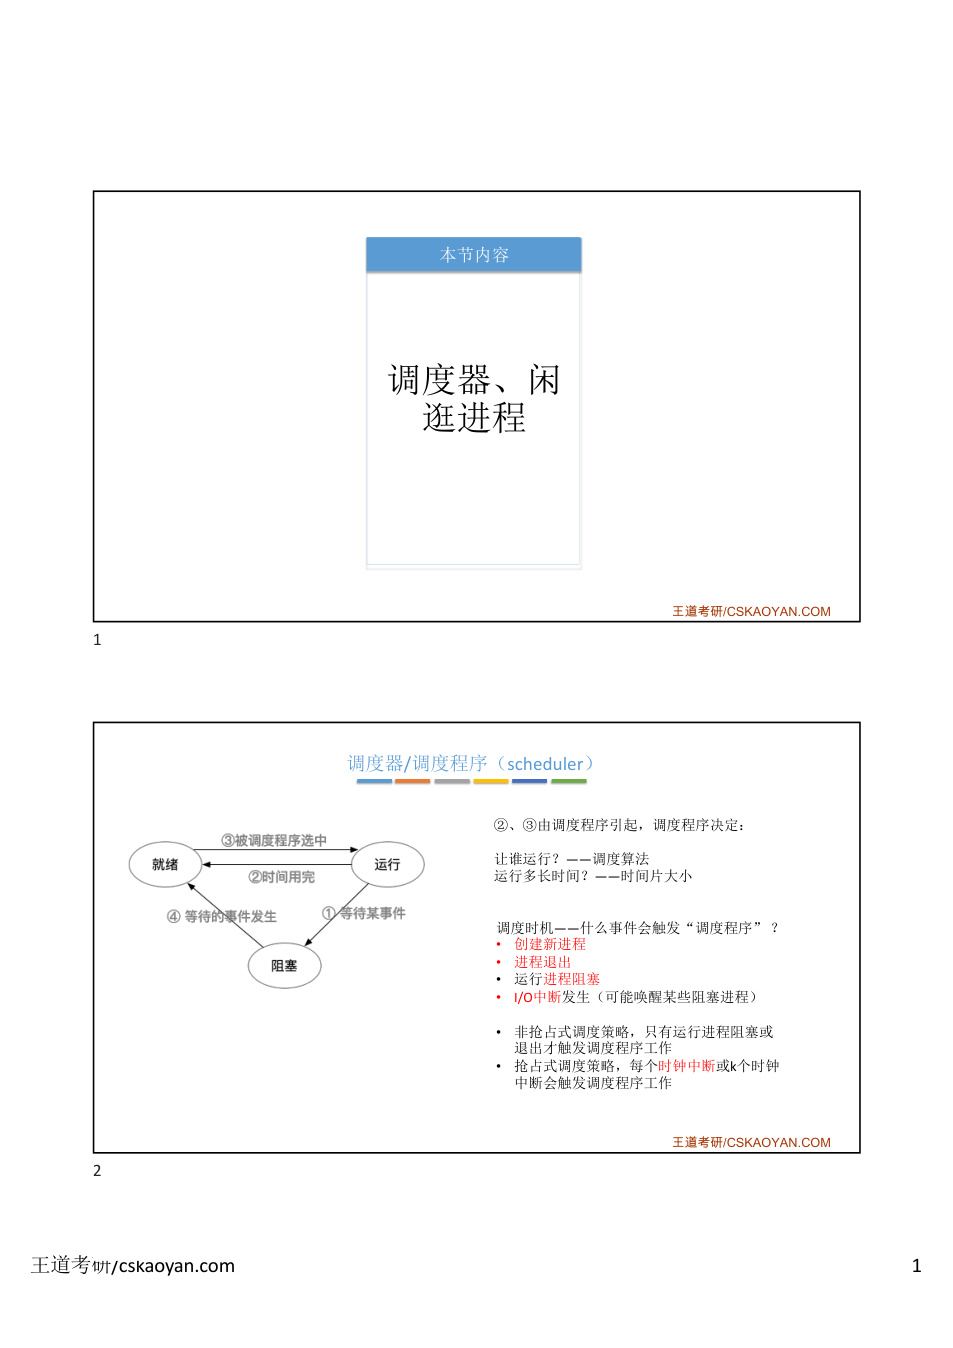 本节内容
调度器、闲
逛进程
王道考研/CSKAOYAN.COM
1
调度器/调度程序（scheduler）
③被调度程序选中
就绪
运行
②时间用完
④ 等待的事件发生
① 等待某事件
阻塞
②、③由调度程序引起，调度程序决定：
让谁运行？——调度算法
运行多长时间？——时间片大小
调度时机——什么事件会触发“调度程序”？
• 创建新进程
• 进程退出
• 运行进程阻塞
• I/O中断发生（可能唤醒某些阻塞进程）
• 非抢占式调度策略，只有运行进程阻塞或
退出才触发调度程序工作
• 抢占式调度策略，每个时钟中断或k个时钟
中断会触发调度程序工作
王道考研/CSKAOYAN.COM
2
王道考研/cskaoyan.com
1